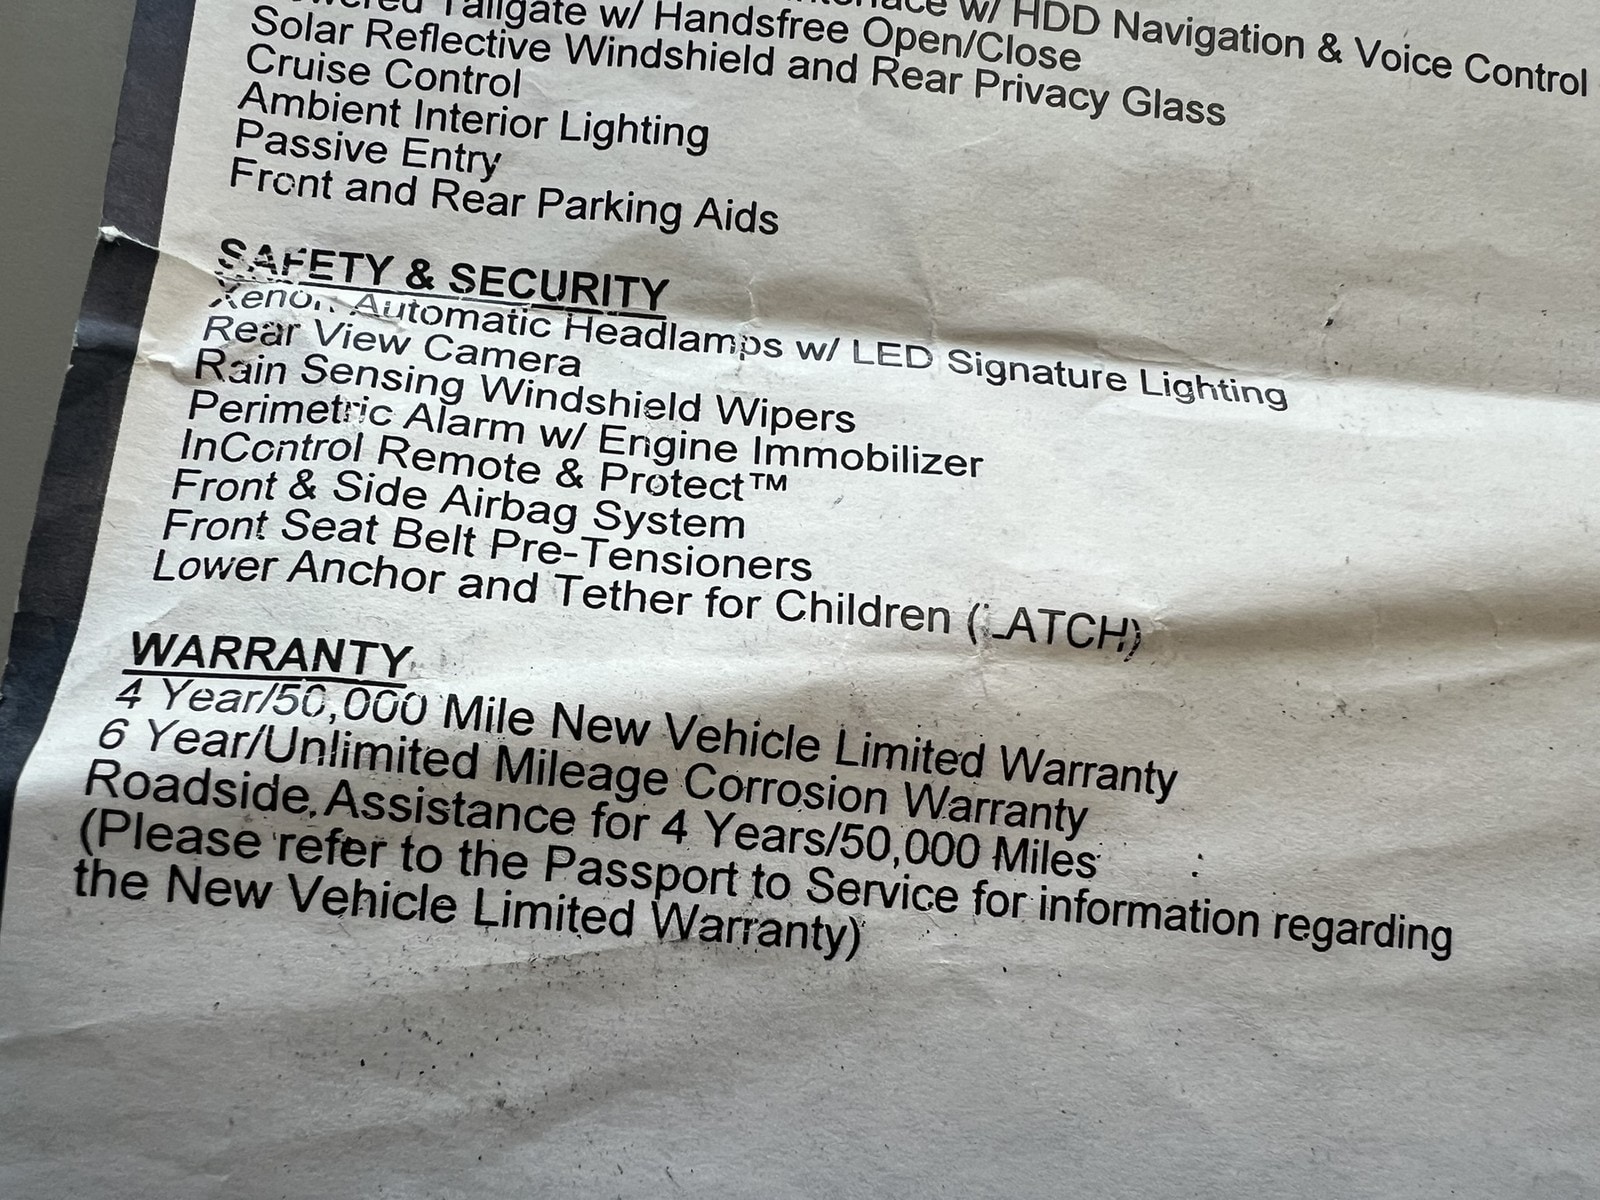 w/ HDD Navigation & Voice Control
Tailgate w/ Handsfree Open/Close
Solar Reflective Windshield and Rear Privacy Glass
Cruise Control
Ambient Interior Lighting
Passive Entry
Front and Rear Parking Aids
SAFETY & SECURITY
Xenon Automatic Headlamps w/ LED Signature Lighting
Rear View Camera
Rain Sensing Windshield Wipers
Perimetric Alarm w/ Engine Immobilizer
InControl Remote & Protect™
Front & Side Airbag System
Front Seat Belt Pre-Tensioners
Lower Anchor and Tether for Children (LATCH)
WARRANTY
4 Year/50,000 Mile New Vehicle Limited Warranty
6 Year/Unlimited Mileage Corrosion Warranty
Roadside Assistance for 4 Years/50,000 Miles
(Please refer to the Passport to Service for information regarding
the New Vehicle Limited Warranty)